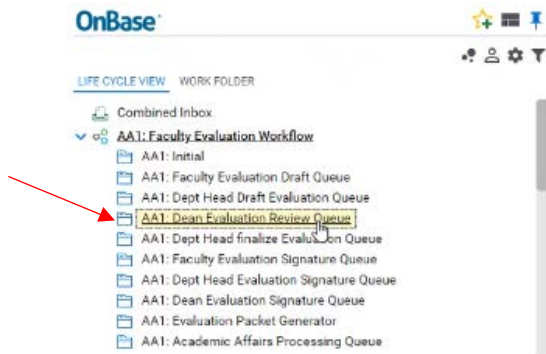 OnBase
LIFE CYCLE VIEW WORK FOLDER
Combined Inbox
AA1: Faculty Evaluation Workflow
AA1: Initial
AA1: Faculty Evaluation Draft Queue
AA1: Dept Head Draft Evaluation Queue
AA1: Dean Evaluation Review Queue
AA1: Dept Head finalize Evaluation Queue
AA1: Faculty Evaluation Signature Queue
AA1: Dept Head Evaluation Signature Queue
AA1: Dean Evaluation Signature Queue
AA1: Evaluation Packet Generator
AA1: Academic Affairs Processing Queue